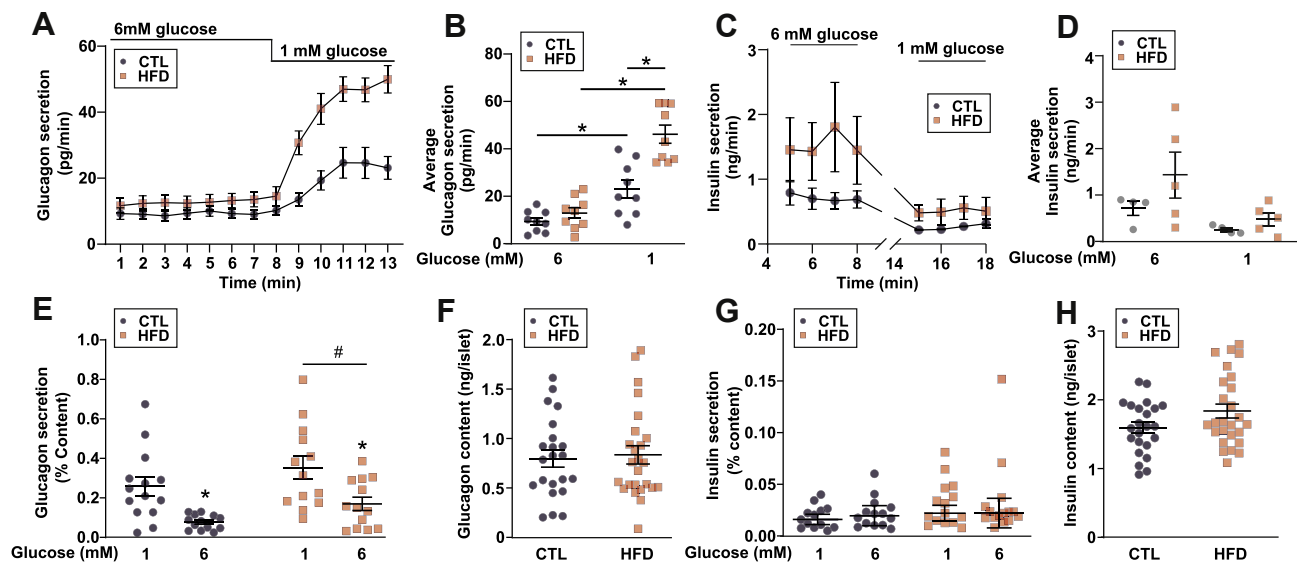 A
6mM glucose
1 mM glucose
CTL
HFD
Glucagon secretion
(pg/min)
60
40
20
0
1 2 3 4 5 6 7 8 9 10 11 12 13
Time (min)
B
CTL
HFD
Average
Glucagon secretion
(pg/min)
80
60
40
20
0
* * *
Glucose (mM) 6 1
C
6 mM glucose
1 mM glucose
CTL
HFD
Insulin secretion
(ng/min)
3
2
1
0
4 6 8 14 16 18
Time (min)
D
CTL
HFD
Average
Insulin secretion
(ng/min)
4
3
2
1
0
Glucose (mM) 6 1
E
CTL
HFD
Glucagon secretion
(% Content)
1.0
0.8
0.6
0.4
0.2
0.0
* # *
Glucose (mM) 1 6 1 6
F
CTL
HFD
Glucagon content (ng/islet)
2.0
1.5
1.0
0.5
0.0
CTL HFD
G
CTL
HFD
Insulin secretion
(% content)
0.20
0.15
0.10
0.05
0.00
Glucose (mM) 1 6 1 6
H
CTL
HFD
Insulin content (ng/islet)
3
2
1
0
CTL HFD